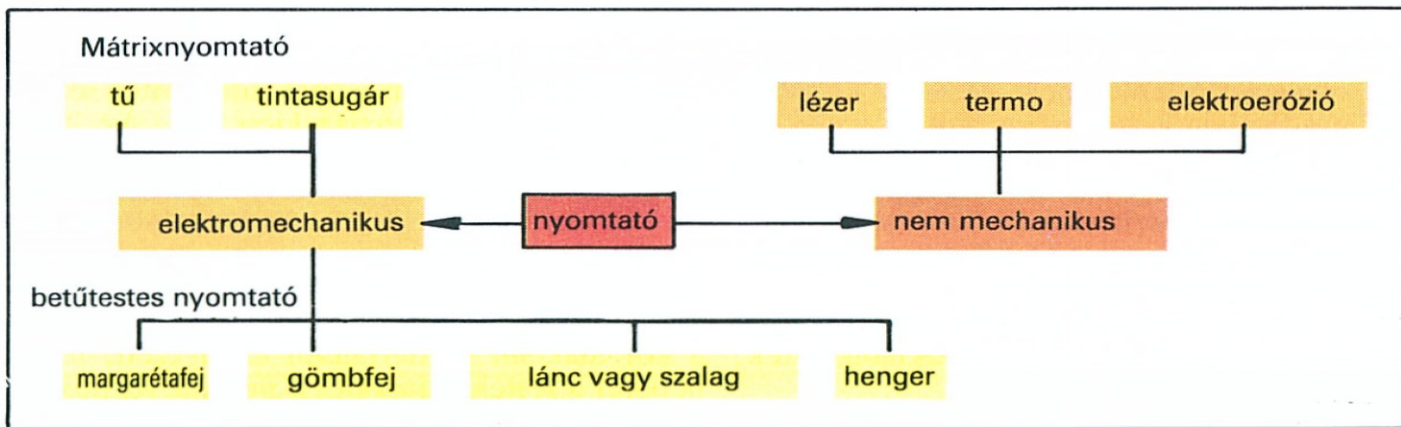 Mátrixnyomtató
tű tintasugár
lézer termo elektroerózió
elektromechanikus nyomtató nem mechanikus
betűtestes nyomtató
margarétafej gömbfej lánc vagy szalag henger